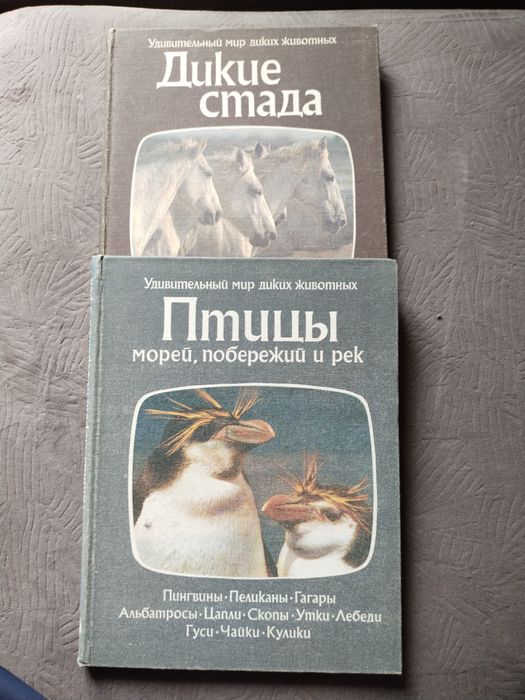 Удивительный мир диких животных
Дикие
стада
Удивительный мир диких животных
Птицы
морей, побережий и рек
Пингвины · Пеликаны · Гагары
Альбатросы · Цапли · Скопы · Утки · Лебеди
Гуси · Чайки · Кулики